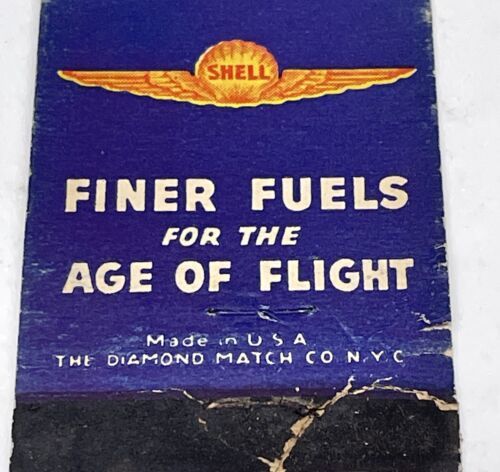 SHELL
FINER FUELS
FOR THE
AGE OF FLIGHT
Made in U S A
THE DIAMOND MATCH CO N.Y.C